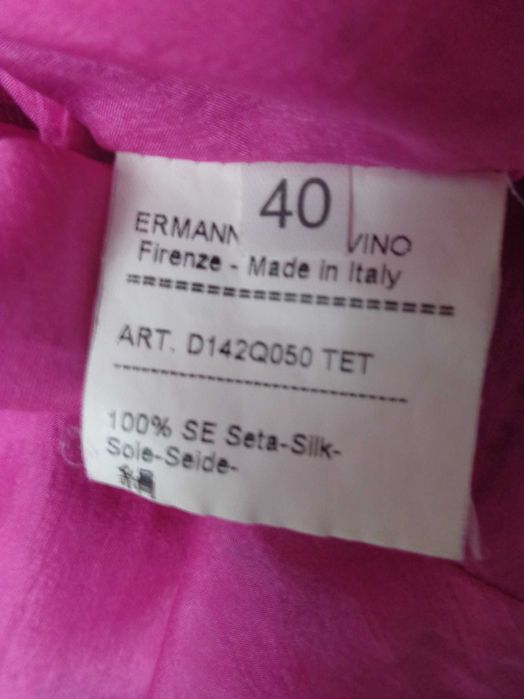 40
ERMANN VINO
Firenze - Made in Italy
==========================
ART. D142Q050 TET
-----------------------------------
100% SE Seta-Silk-
Soie-Seide-